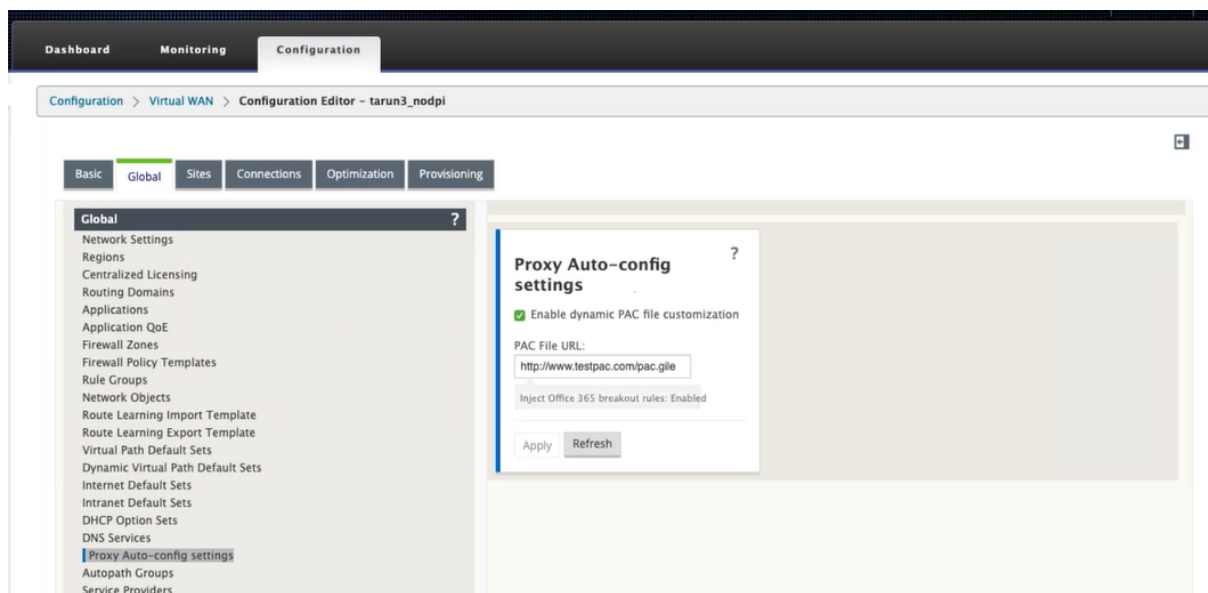 Dashboard Monitoring Configuration
Configuration > Virtual WAN > Configuration Editor - tarun3_nodpi
Basic Global Sites Connections Optimization Provisioning
Global ?
Network Settings
Regions
Centralized Licensing
Routing Domains
Applications
Application QoE
Firewall Zones
Firewall Policy Templates
Rule Groups
Network Objects
Route Learning Import Template
Route Learning Export Template
Virtual Path Default Sets
Dynamic Virtual Path Default Sets
Internet Default Sets
Intranet Default Sets
DHCP Option Sets
DNS Services
Proxy Auto-config settings
Autopath Groups
Service Providers
Proxy Auto-config ?
settings
Enable dynamic PAC file customization
PAC File URL:
http://www.testpac.com/pac.gile
Inject Office 365 breakout rules: Enabled
Apply Refresh